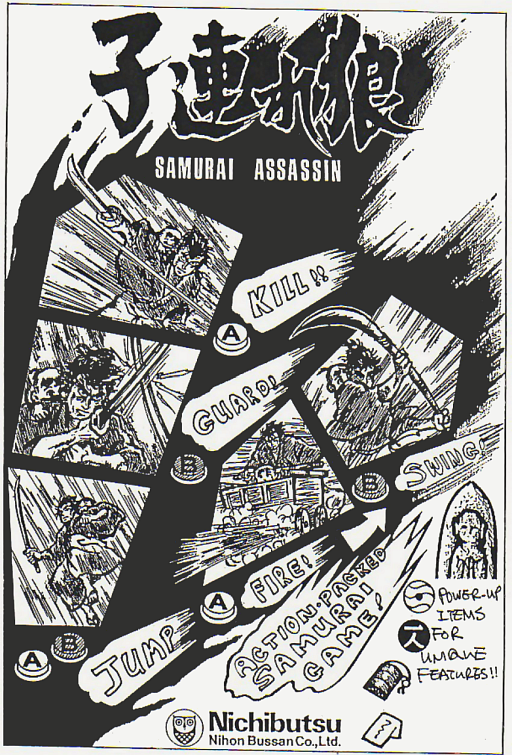 子連れ狼
SAMURAI ASSASSIN
KILL!!
A
GUARD!
B
SWING!
B
FIRE!
A
JUMP
A B
ACTION-PACKED
SAMURAI
GAME!
POWER-UP
ITEMS
FOR
UNIQUE
FEATURES!!
Nichibutsu
Nihon Bussan Co., Ltd.